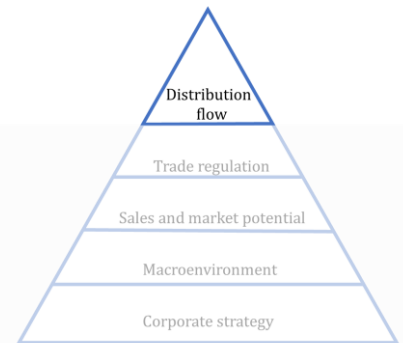 Distribution
flow
Trade regulation
Sales and market potential
Macroenvironment
Corporate strategy